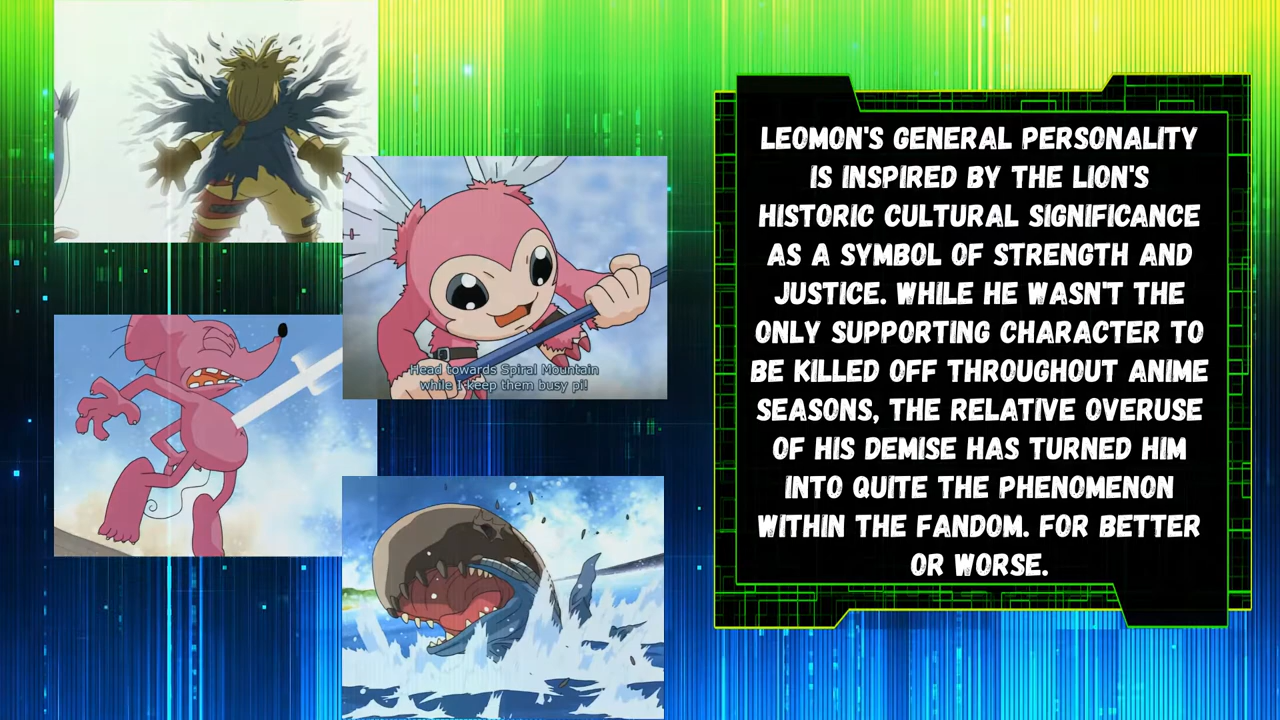 Head towards Spiral Mountain
while I keep them busy pi!
LEOMON'S GENERAL PERSONALITY
IS INSPIRED BY THE LION'S
HISTORIC CULTURAL SIGNIFICANCE
AS A SYMBOL OF STRENGTH AND
JUSTICE. WHILE HE WASN'T THE
ONLY SUPPORTING CHARACTER TO
BE KILLED OFF THROUGHOUT ANIME
SEASONS, THE RELATIVE OVERUSE
OF HIS DEMISE HAS TURNED HIM
INTO QUITE THE PHENOMENON
WITHIN THE FANDOM. FOR BETTER
OR WORSE.